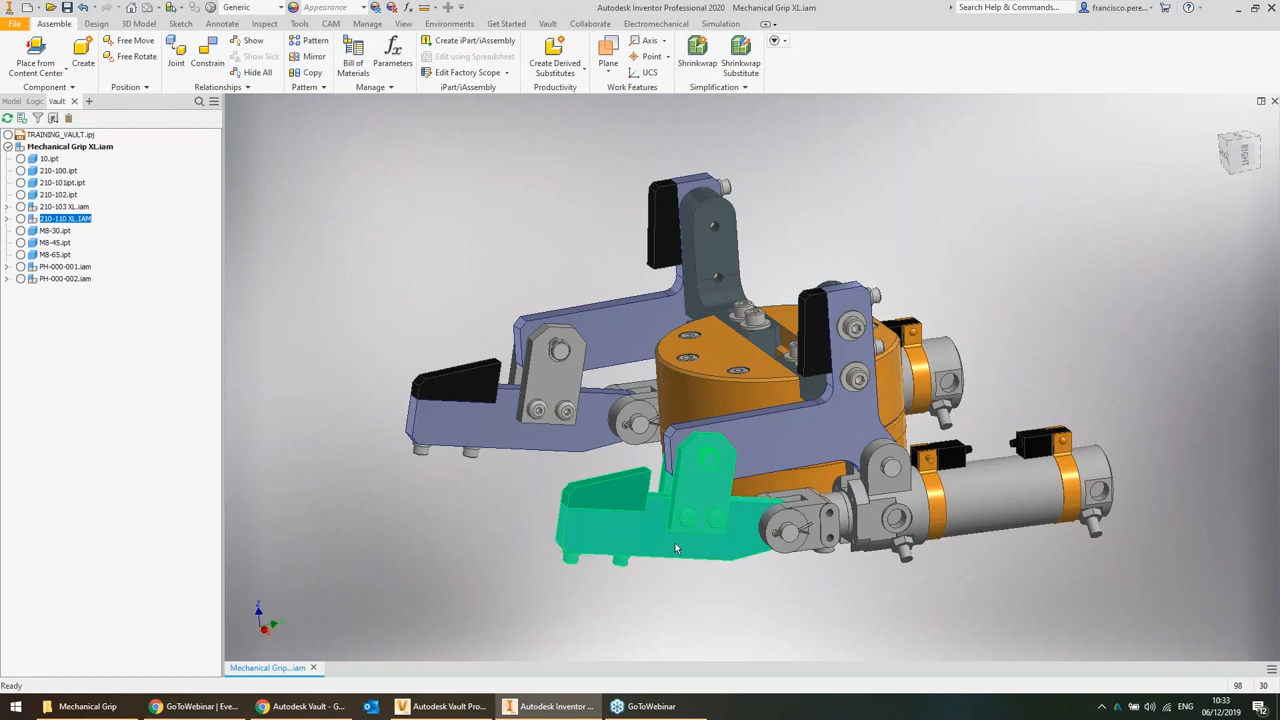 Generic
Appearance
Autodesk Inventor Professional 2020 Mechanical Grip XL.iam
Search Help & Commands...
francisco.pere...
File Assembly Design 3D Model Sketch Annotate Inspect Tools CAM Manage View Environments Get Started Vault Collaborate Electromechanical Simulation
Place from
Content Center
Create
Free Move
Free Rotate
Joint
Constrain
Show
Show Sick
Hide All
Pattern
Mirror
Copy
Bill of
Materials
Parameters
Create iPart/iAssembly
Edit using Spreadsheet
Edit Factory Scope
Create Derived
Substitutes
Plane
Axis
Point
UCS
Shrinkwrap
Shrinkwrap
Substitute
Component Position Relationships Pattern Manage iPart/iAssembly Productivity Work Features Simplification
Model Logic Vault
TRAINING_VAULT.ipj
Mechanical Grip XL.iam
10.ipt
210-100.ipt
210-101ipt.ipt
210-102.ipt
210-103 XL.iam
210-110 XL.IAM
M8-30.ipt
M8-45.ipt
M8-65.ipt
PH-000-001.iam
PH-000-002.iam
RIGHT
Z
Mechanical Grip...iam
Ready
98 30
Mechanical Grip
GoToWebinar | Eve...
Autodesk Vault - G...
Autodesk Vault Pro...
Autodesk Inventor ...
GoToWebinar
10:33
06/12/2019